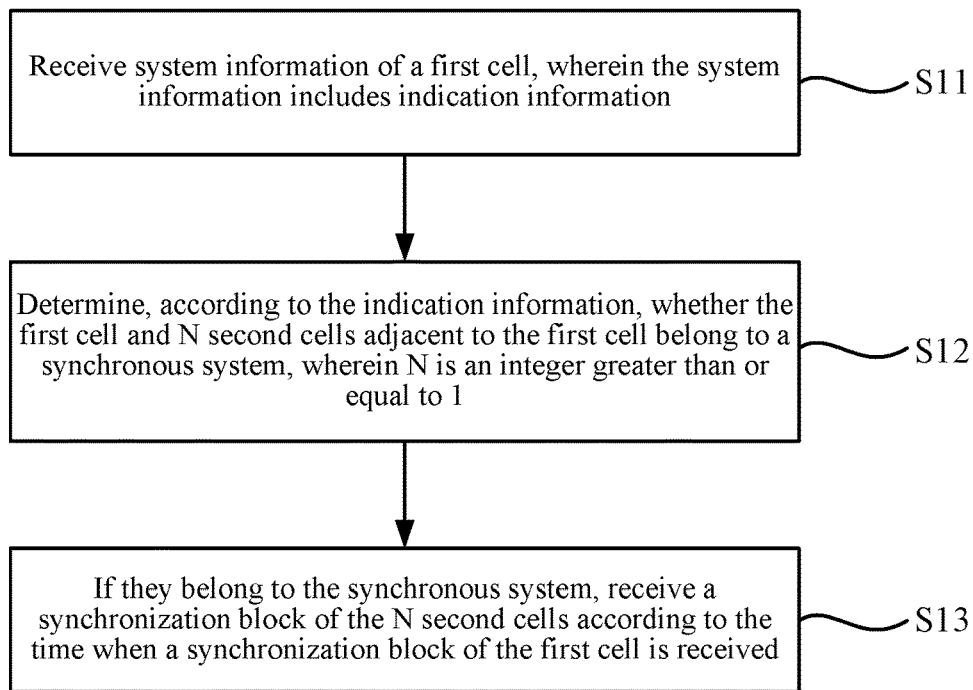 Receive system information of a first cell, wherein the system
information includes indication information
S11
Determine, according to the indication information, whether the
first cell and N second cells adjacent to the first cell belong to a
synchronous system, wherein N is an integer greater than or
equal to 1
S12
If they belong to the synchronous system, receive a
synchronization block of the N second cells according to the
time when a synchronization block of the first cell is received
S13